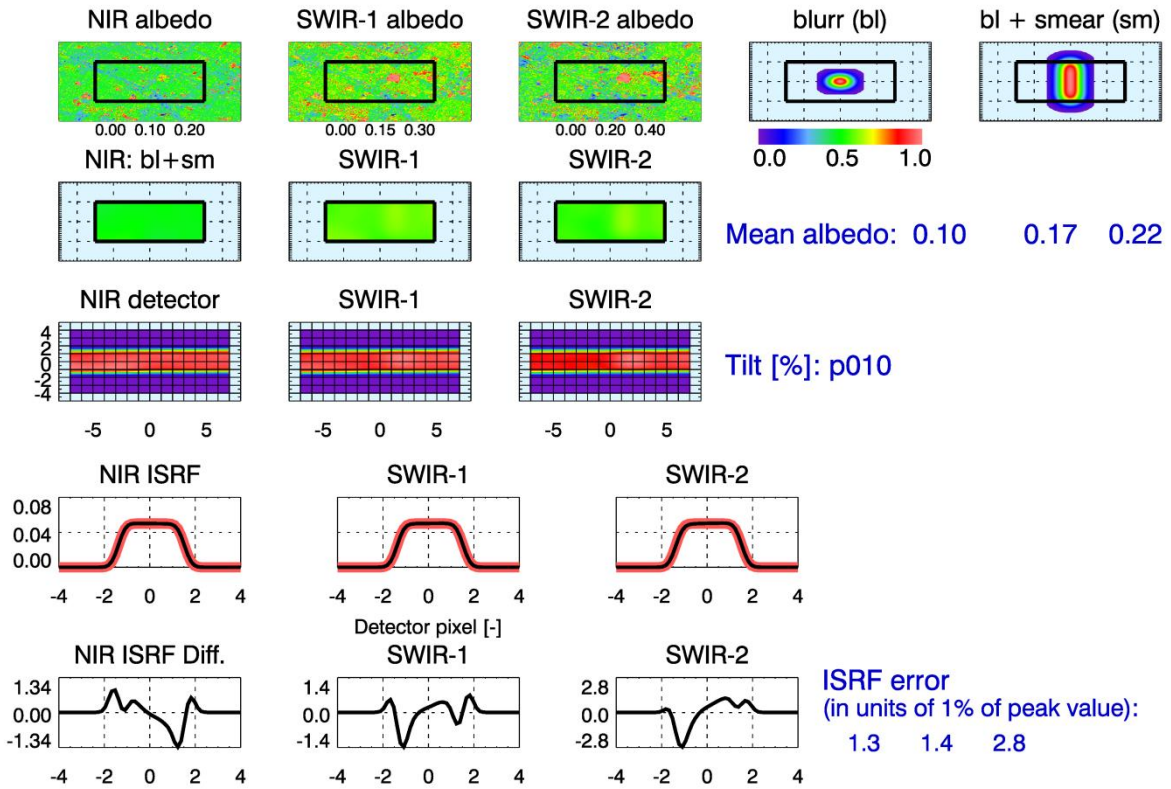 NIR albedo SWIR-1 albedo SWIR-2 albedo blurr (bl) bl + smear (sm)
0.00 0.10 0.20 0.00 0.15 0.30 0.00 0.20 0.40
0.0 0.5 1.0
NIR: bl+sm SWIR-1 SWIR-2
Mean albedo: 0.10 0.17 0.22
NIR detector SWIR-1 SWIR-2
4
2
0
-2
-4
Tilt [%]: p010
-5 0 5 -5 0 5 -5 0 5
NIR ISRF SWIR-1 SWIR-2
0.08
0.04
0.00
-4 -2 0 2 4 -4 -2 0 2 4 -4 -2 0 2 4
Detector pixel [-]
NIR ISRF Diff. SWIR-1 SWIR-2
1.34 1.4 2.8
0.00 0.0 0.0
-1.34 -1.4 -2.8
ISRF error
(in units of 1% of peak value):
1.3 1.4 2.8
-4 -2 0 2 4 -4 -2 0 2 4 -4 -2 0 2 4